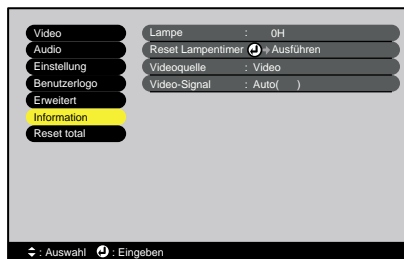 Video
Audio
Einstellung
Benutzerlogo
Erweitert
Information
Reset total
Lampe : 0H
Reset Lampentimer Ausführen
Videoquelle : Video
Video-Signal : Auto( )
: Auswahl : Eingeben